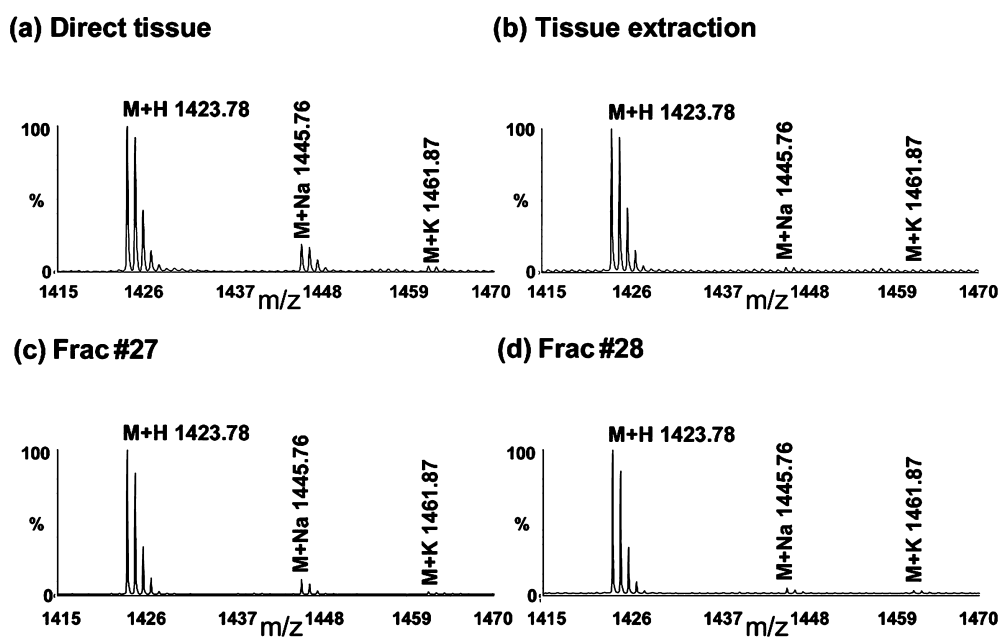 (a) Direct tissue
M+H 1423.78
M+Na 1445.76
M+K 1461.87
100
%
0
1415 1426 1437 1448 1459 1470
m/z
(b) Tissue extraction
M+H 1423.78
M+Na 1445.76
M+K 1461.87
100
%
0
1415 1426 1437 1448 1459 1470
m/z
(c) Frac #27
M+H 1423.78
M+Na 1445.76
M+K 1461.87
100
%
0
1415 1426 1437 1448 1459 1470
m/z
(d) Frac #28
M+H 1423.78
M+Na 1445.76
M+K 1461.87
100
%
0
1415 1426 1437 1448 1459 1470
m/z